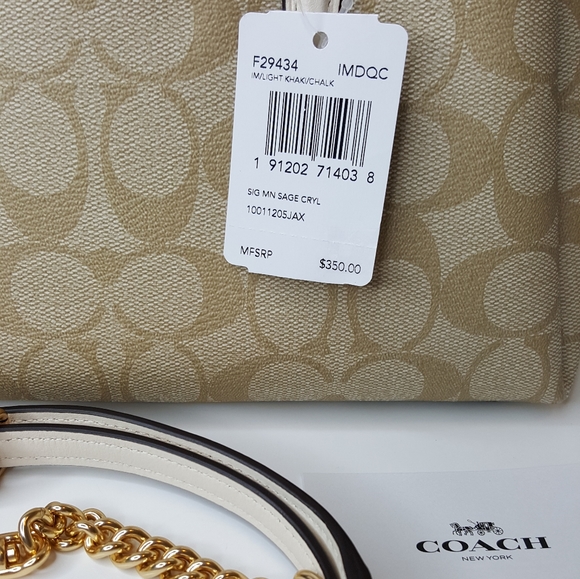 F29434 IMDQC
IM/LIGHT KHAKI/CHALK
1 91202 71403 8
SIG MN SAGE CRYL
10011205JAX
MFSRP $350.00
COACH
NEW YORK